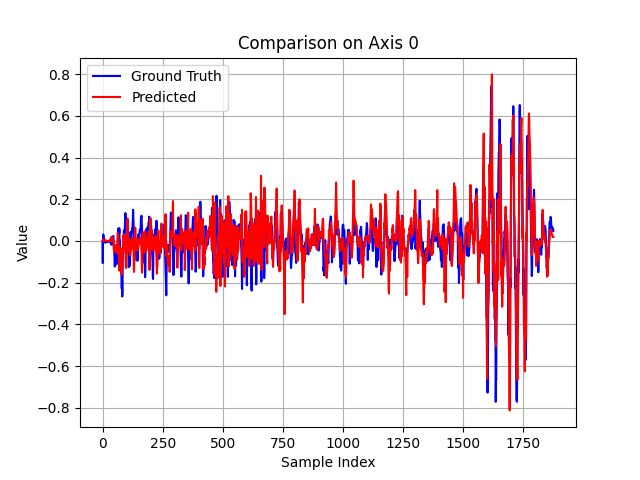 Comparison on Axis 0
Ground Truth
Predicted
0.8
0.6
0.4
0.2
0.0
−0.2
−0.4
−0.6
−0.8
Value
0 250 500 750 1000 1250 1500 1750
Sample Index